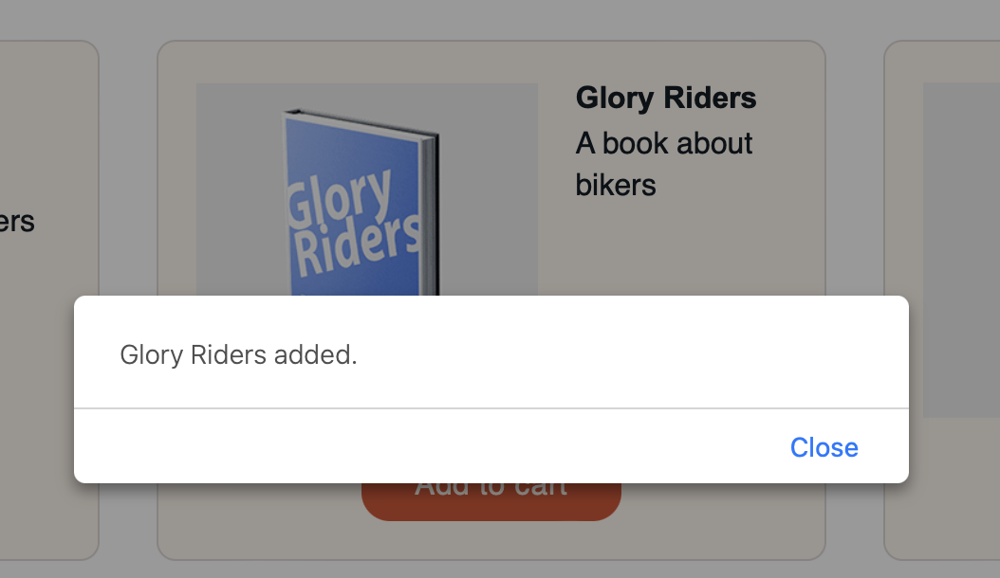 ers
Glory Riders
A book about
bikers
Glory
Riders
Glory Riders added.
Close
Add to cart